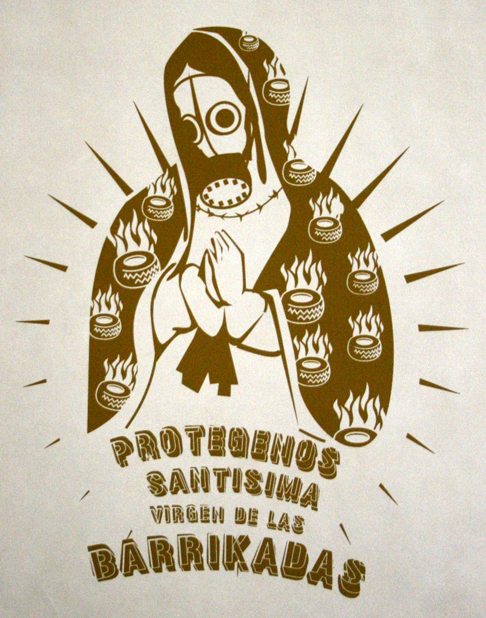 PROTEGENOS
SANTISIMA
VIRGEN DE LAS
BARRIKADAS